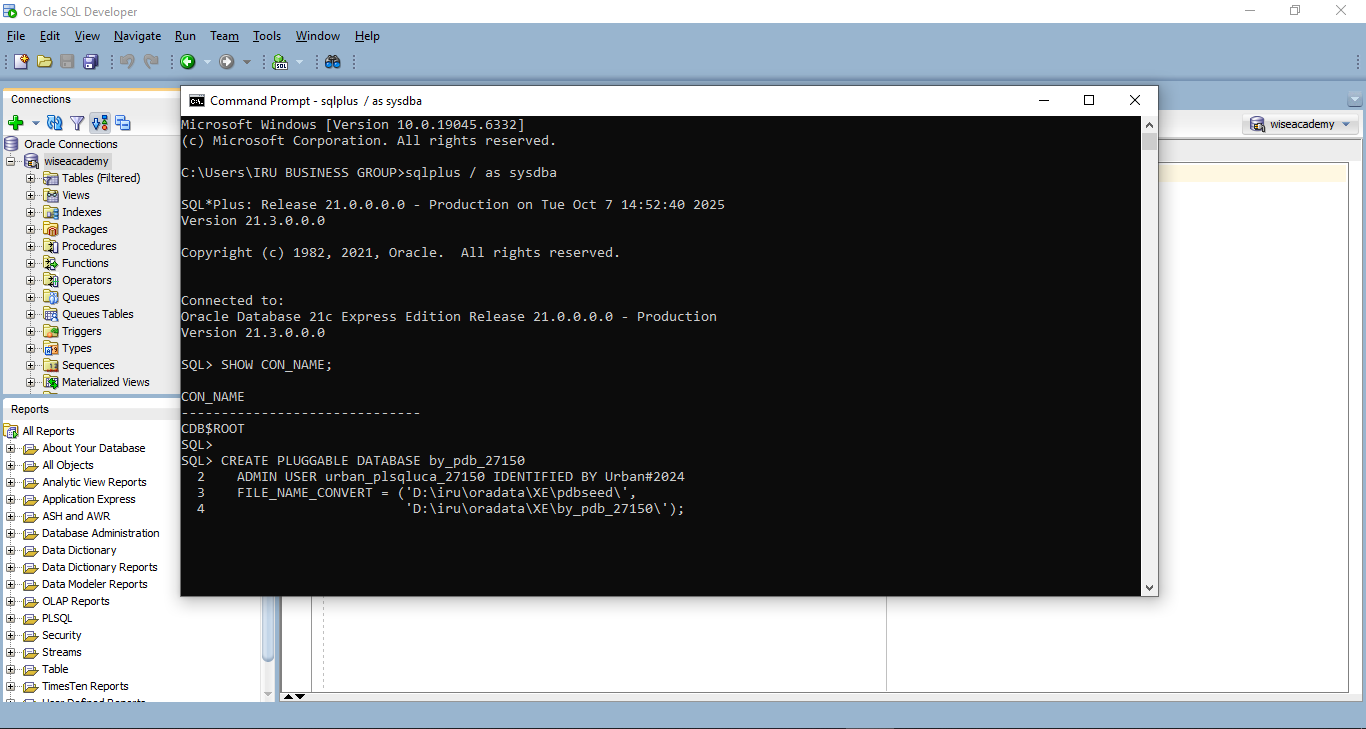 Oracle SQL Developer
File Edit View Navigate Run Team Tools Window Help
Connections
Oracle Connections
wiseacademy
Tables (Filtered)
Views
Indexes
Packages
Procedures
Functions
Operators
Queues
Queues Tables
Triggers
Types
Sequences
Materialized Views
Reports
All Reports
About Your Database
All Objects
Analytic View Reports
Application Express
ASH and AWR
Database Administration
Data Dictionary
Data Dictionary Reports
Data Modeler Reports
OLAP Reports
PLSQL
Security
Streams
Table
TimesTen Reports
User Defined Reports
Command Prompt - sqlplus / as sysdba
Microsoft Windows [Version 10.0.19045.6332]
(c) Microsoft Corporation. All rights reserved.
C:\Users\IRU BUSINESS GROUP>sqlplus / as sysdba
SQL*Plus: Release 21.0.0.0.0 - Production on Tue Oct 7 14:52:40 2025
Version 21.3.0.0.0
Copyright (c) 1982, 2021, Oracle.  All rights reserved.
Connected to:
Oracle Database 21c Express Edition Release 21.0.0.0.0 - Production
Version 21.3.0.0.0
SQL> SHOW CON_NAME;
CON_NAME
------------------------------
CDB$ROOT
SQL>
SQL> CREATE PLUGGABLE DATABASE by_pdb_27150
2    ADMIN USER urban_plsqluca_27150 IDENTIFIED BY Urban#2024
3    FILE_NAME_CONVERT = ('D:\iru\oradata\XE\pdbseed\',
4                         'D:\iru\oradata\XE\by_pdb_27150\');
wiseacademy